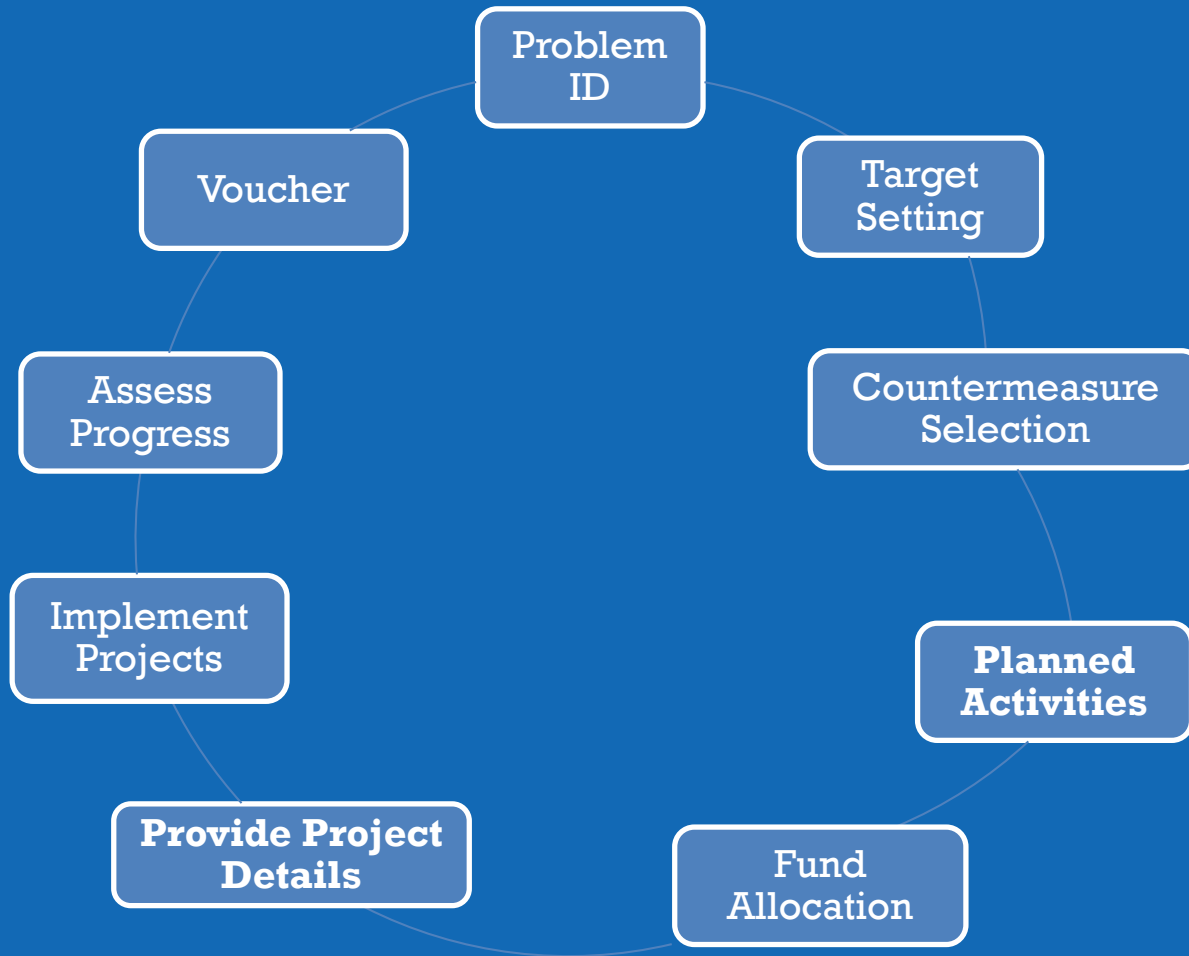 Problem
ID
Target
Setting
Countermeasure
Selection
Planned
Activities
Fund
Allocation
Provide Project
Details
Implement
Projects
Assess
Progress
Voucher